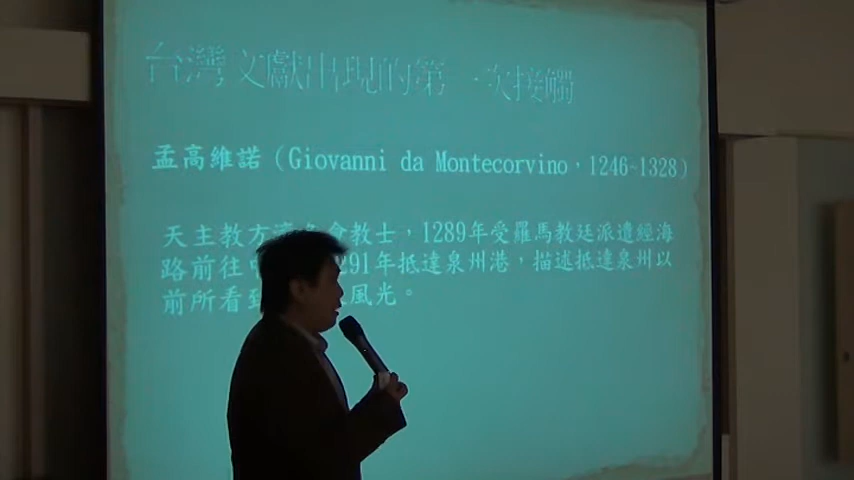 台灣文獻出現的第一次接觸
孟高維諾（Giovanni da Montecorvino，1246~1328）
天主教方濟各會教士，1289年受羅馬教廷派遣經海
路前往 291年抵達泉州港，描述抵達泉州以
前所看到 風光。